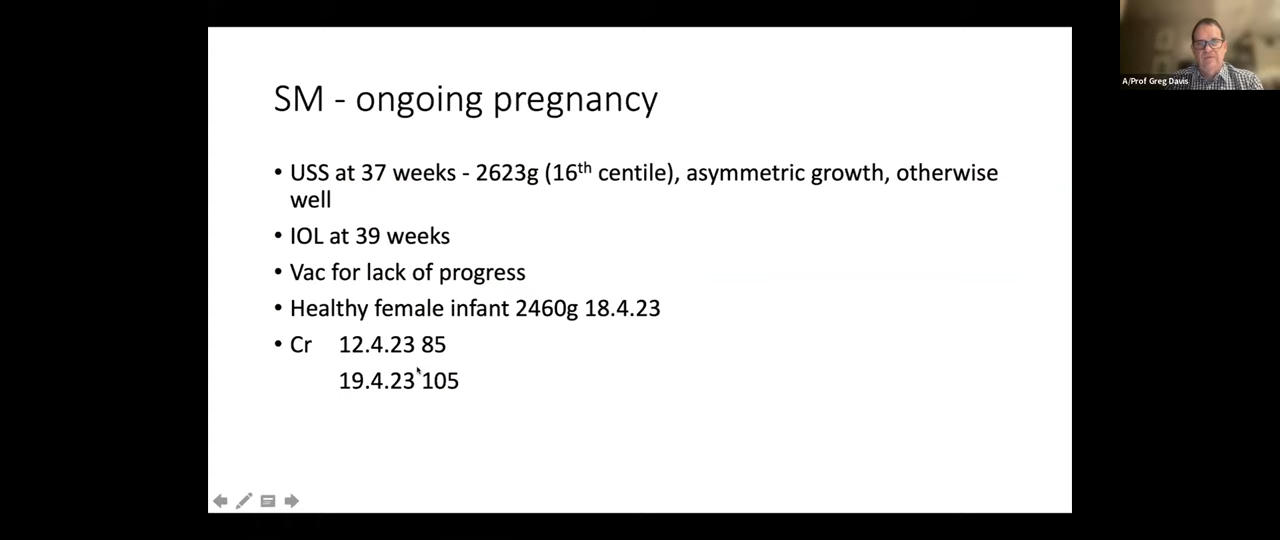 SM - ongoing pregnancy
• USS at 37 weeks - 2623g (16th centile), asymmetric growth, otherwise
well
• IOL at 39 weeks
• Vac for lack of progress
• Healthy female infant 2460g 18.4.23
• Cr 12.4.23 85
19.4.23 105
A/Prof Greg Davis